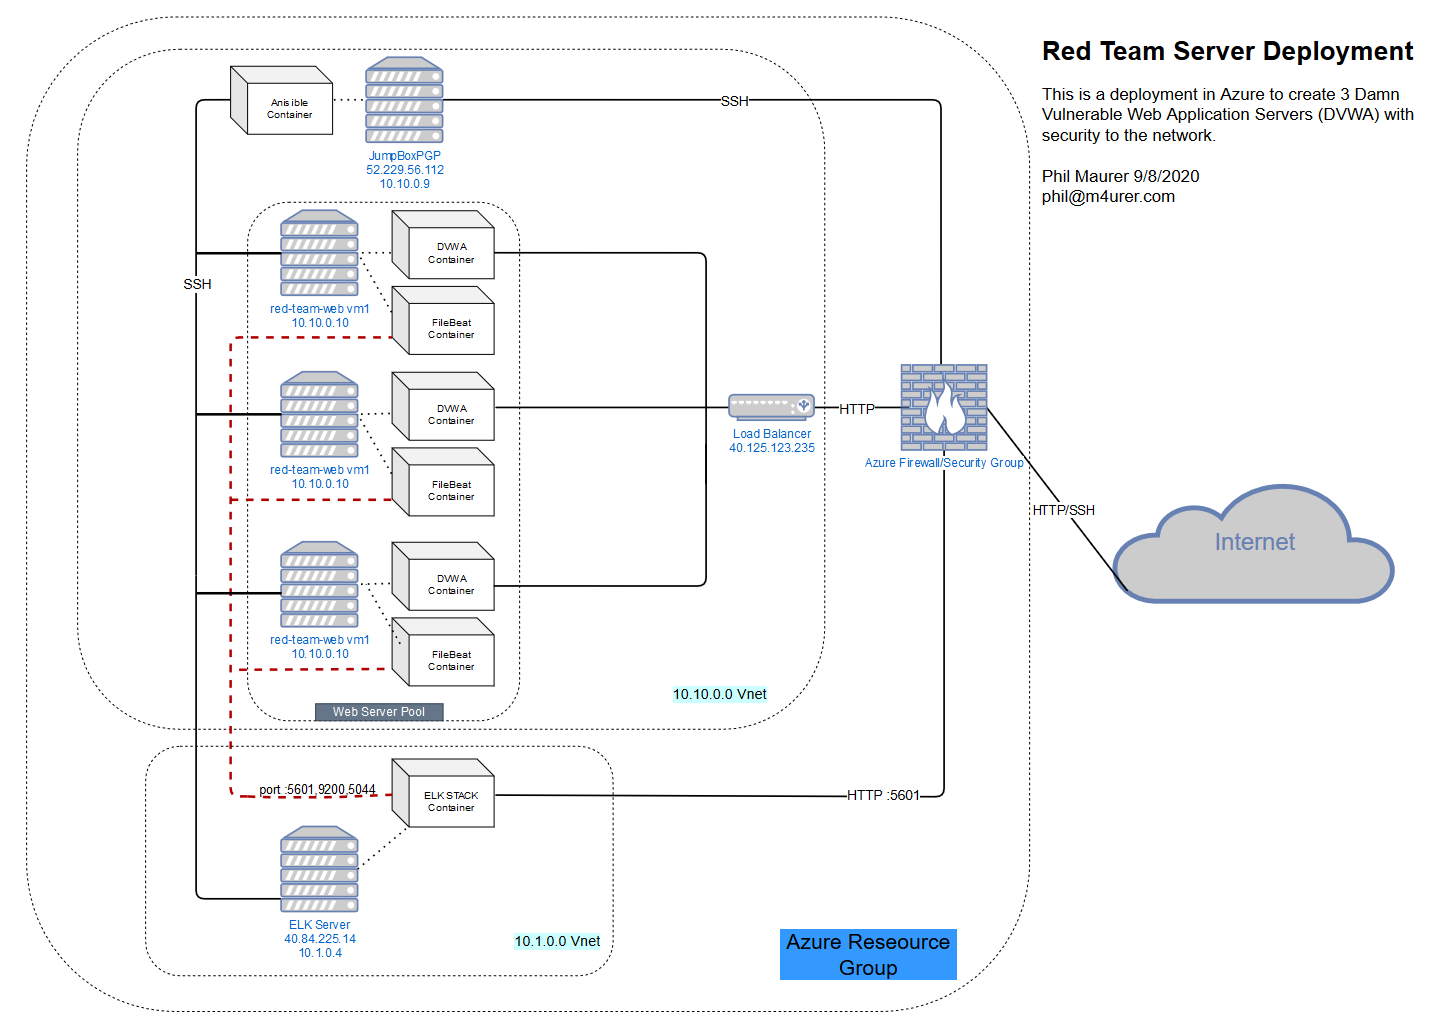 Red Team Server Deployment
This is a deployment in Azure to create 3 Damn
Vulnerable Web Application Servers (DVWA) with
security to the network.
Phil Maurer 9/8/2020
phil@m4urer.com
Anisible
Container
JumpBoxPGP
52.229.56.112
10.10.0.9
SSH
SSH
red-team-web vm1
10.10.0.10
DVWA
Container
FileBeat
Container
red-team-web vm1
10.10.0.10
DVWA
Container
FileBeat
Container
red-team-web vm1
10.10.0.10
DVWA
Container
FileBeat
Container
Web Server Pool
10.10.0.0 Vnet
Load Balancer
40.125.123.235
HTTP
Azure Firewall/Security Group
HTTP/SSH
Internet
port :5601,9200,5044
ELK STACK
Container
HTTP :5601
ELK Server
40.84.225.14
10.1.0.4
10.1.0.0 Vnet
Azure Reseource
Group